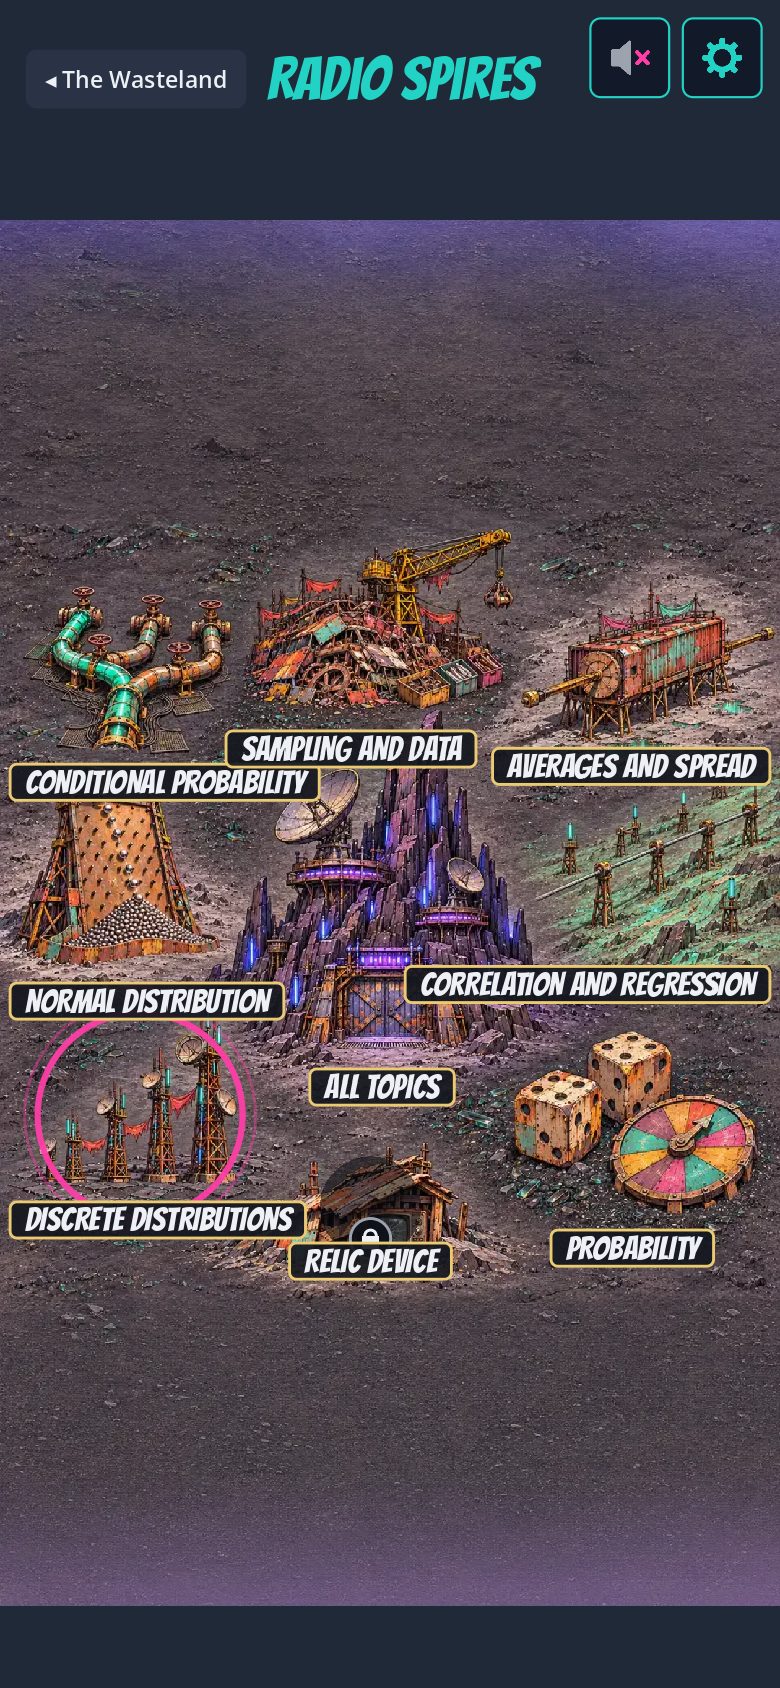 ◂ The Wasteland
RADIO SPIRES
SAMPLING AND DATA
AVERAGES AND SPREAD
CONDITIONAL PROBABILITY
CORRELATION AND REGRESSION
NORMAL DISTRIBUTION
ALL TOPICS
DISCRETE DISTRIBUTIONS
PROBABILITY
RELIC DEVICE